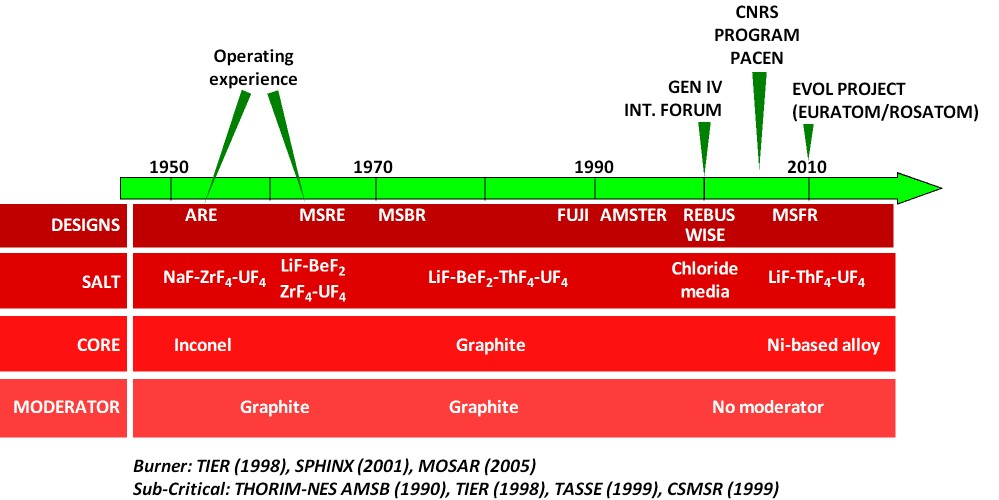 CNRS
PROGRAM
PACEN
Operating
experience
GEN IV
INT. FORUM
EVOL PROJECT
(EURATOM/ROSATOM)
1950 1970 1990 2010
DESIGNS ARE MSRE MSBR FUJI AMSTER REBUS MSFR
WISE
SALT NaF-ZrF₄-UF₄ LiF-BeF₂ LiF-BeF₂-ThF₄-UF₄ Chloride LiF-ThF₄-UF₄
ZrF₄-UF₄ media
CORE Inconel Graphite Ni-based alloy
MODERATOR Graphite Graphite No moderator
Burner: TIER (1998), SPHINX (2001), MOSAR (2005)
Sub-Critical: THORIM-NES AMSB (1990), TIER (1998), TASSE (1999), CSMSR (1999)